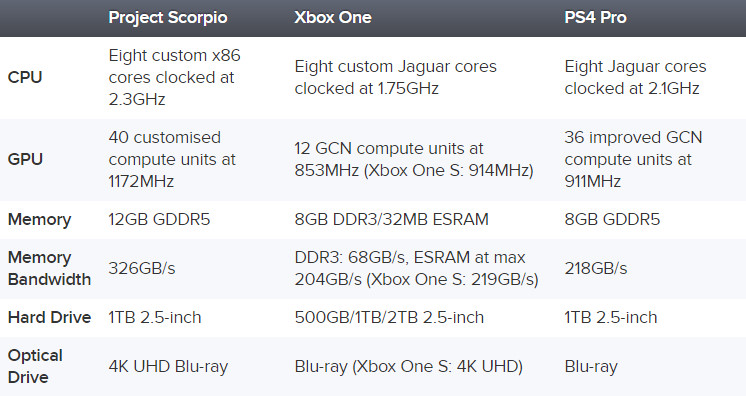 Project Scorpio Xbox One PS4 Pro
CPU
Eight custom x86
cores clocked at
2.3GHz
Eight custom Jaguar cores
clocked at 1.75GHz
Eight Jaguar cores
clocked at 2.1GHz
GPU
40 customised
compute units at
1172MHz
12 GCN compute units at
853MHz (Xbox One S: 914MHz)
36 improved GCN
compute units at
911MHz
Memory 12GB GDDR5 8GB DDR3/32MB ESRAM 8GB GDDR5
Memory
Bandwidth
326GB/s
DDR3: 68GB/s, ESRAM at max
204GB/s (Xbox One S: 219GB/s)
218GB/s
Hard Drive 1TB 2.5-inch 500GB/1TB/2TB 2.5-inch 1TB 2.5-inch
Optical
Drive
4K UHD Blu-ray Blu-ray (Xbox One S: 4K UHD) Blu-ray